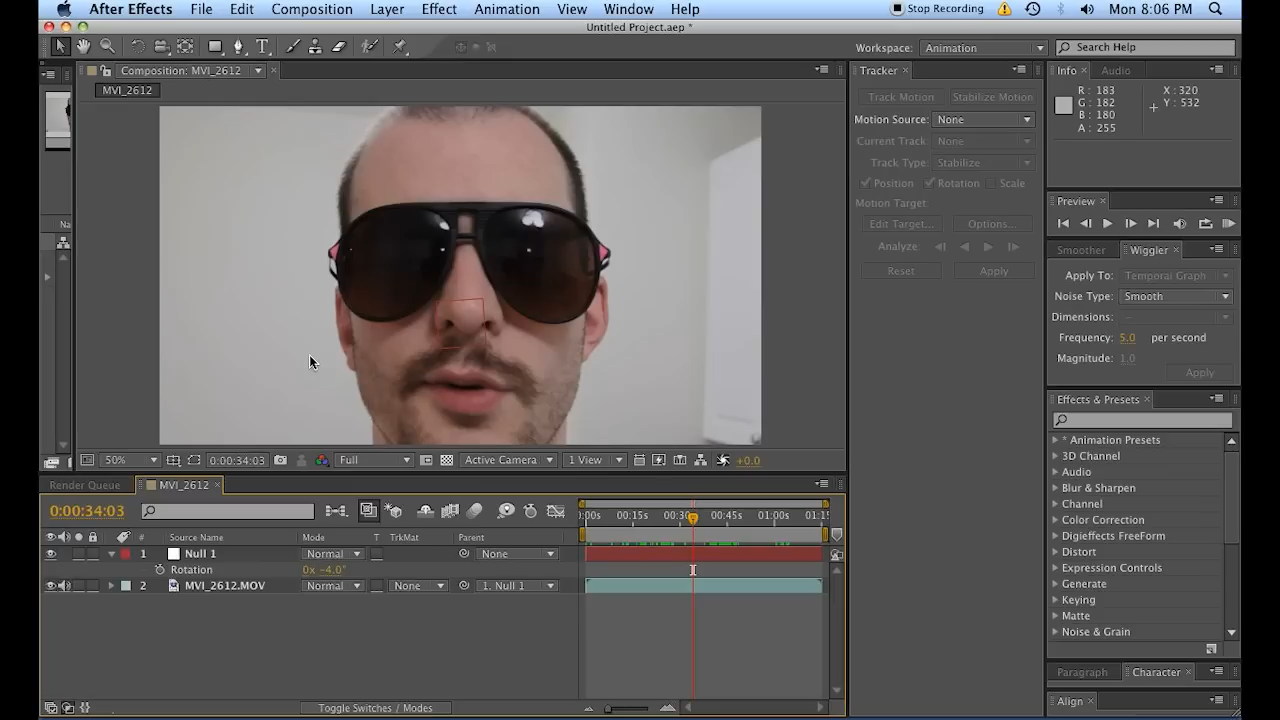 After Effects File Edit Composition Layer Effect Animation View Window Help Stop Recording Mon 8:06 PM
Untitled Project.aep *
Workspace: Animation Search Help
Composition: MVI_2612 Tracker Info Audio
MVI_2612
Track Motion Stabilize Motion
Motion Source: None
Current Track: None
Track Type: Stabilize
Position Rotation Scale
Motion Target:
Edit Target... Options...
Analyze:
Reset Apply
R: 183 X: 320
G: 182 Y: 532
B: 180
A: 255
Preview
Smoother Wiggler
Apply To: Temporal Graph
Noise Type: Smooth
Dimensions: -
Frequency: 5.0 per second
Magnitude: 1.0
Apply
Effects & Presets
* Animation Presets
3D Channel
Audio
Blur & Sharpen
Channel
Color Correction
Digieffects FreeForm
Distort
Expression Controls
Generate
Keying
Matte
Noise & Grain
Paragraph Character
Align
Na
50% 0:00:34:03 Full Active Camera 1 View +0.0
Render Queue MVI_2612
0:00:34:03
:00s 00:15s 00:30 00:45s 01:00s 01:15
Source Name Mode T TrkMat Parent
1 Null 1 Normal None
Rotation 0x -4.0°
2 MVI_2612.MOV Normal None 1. Null 1
Toggle Switches / Modes